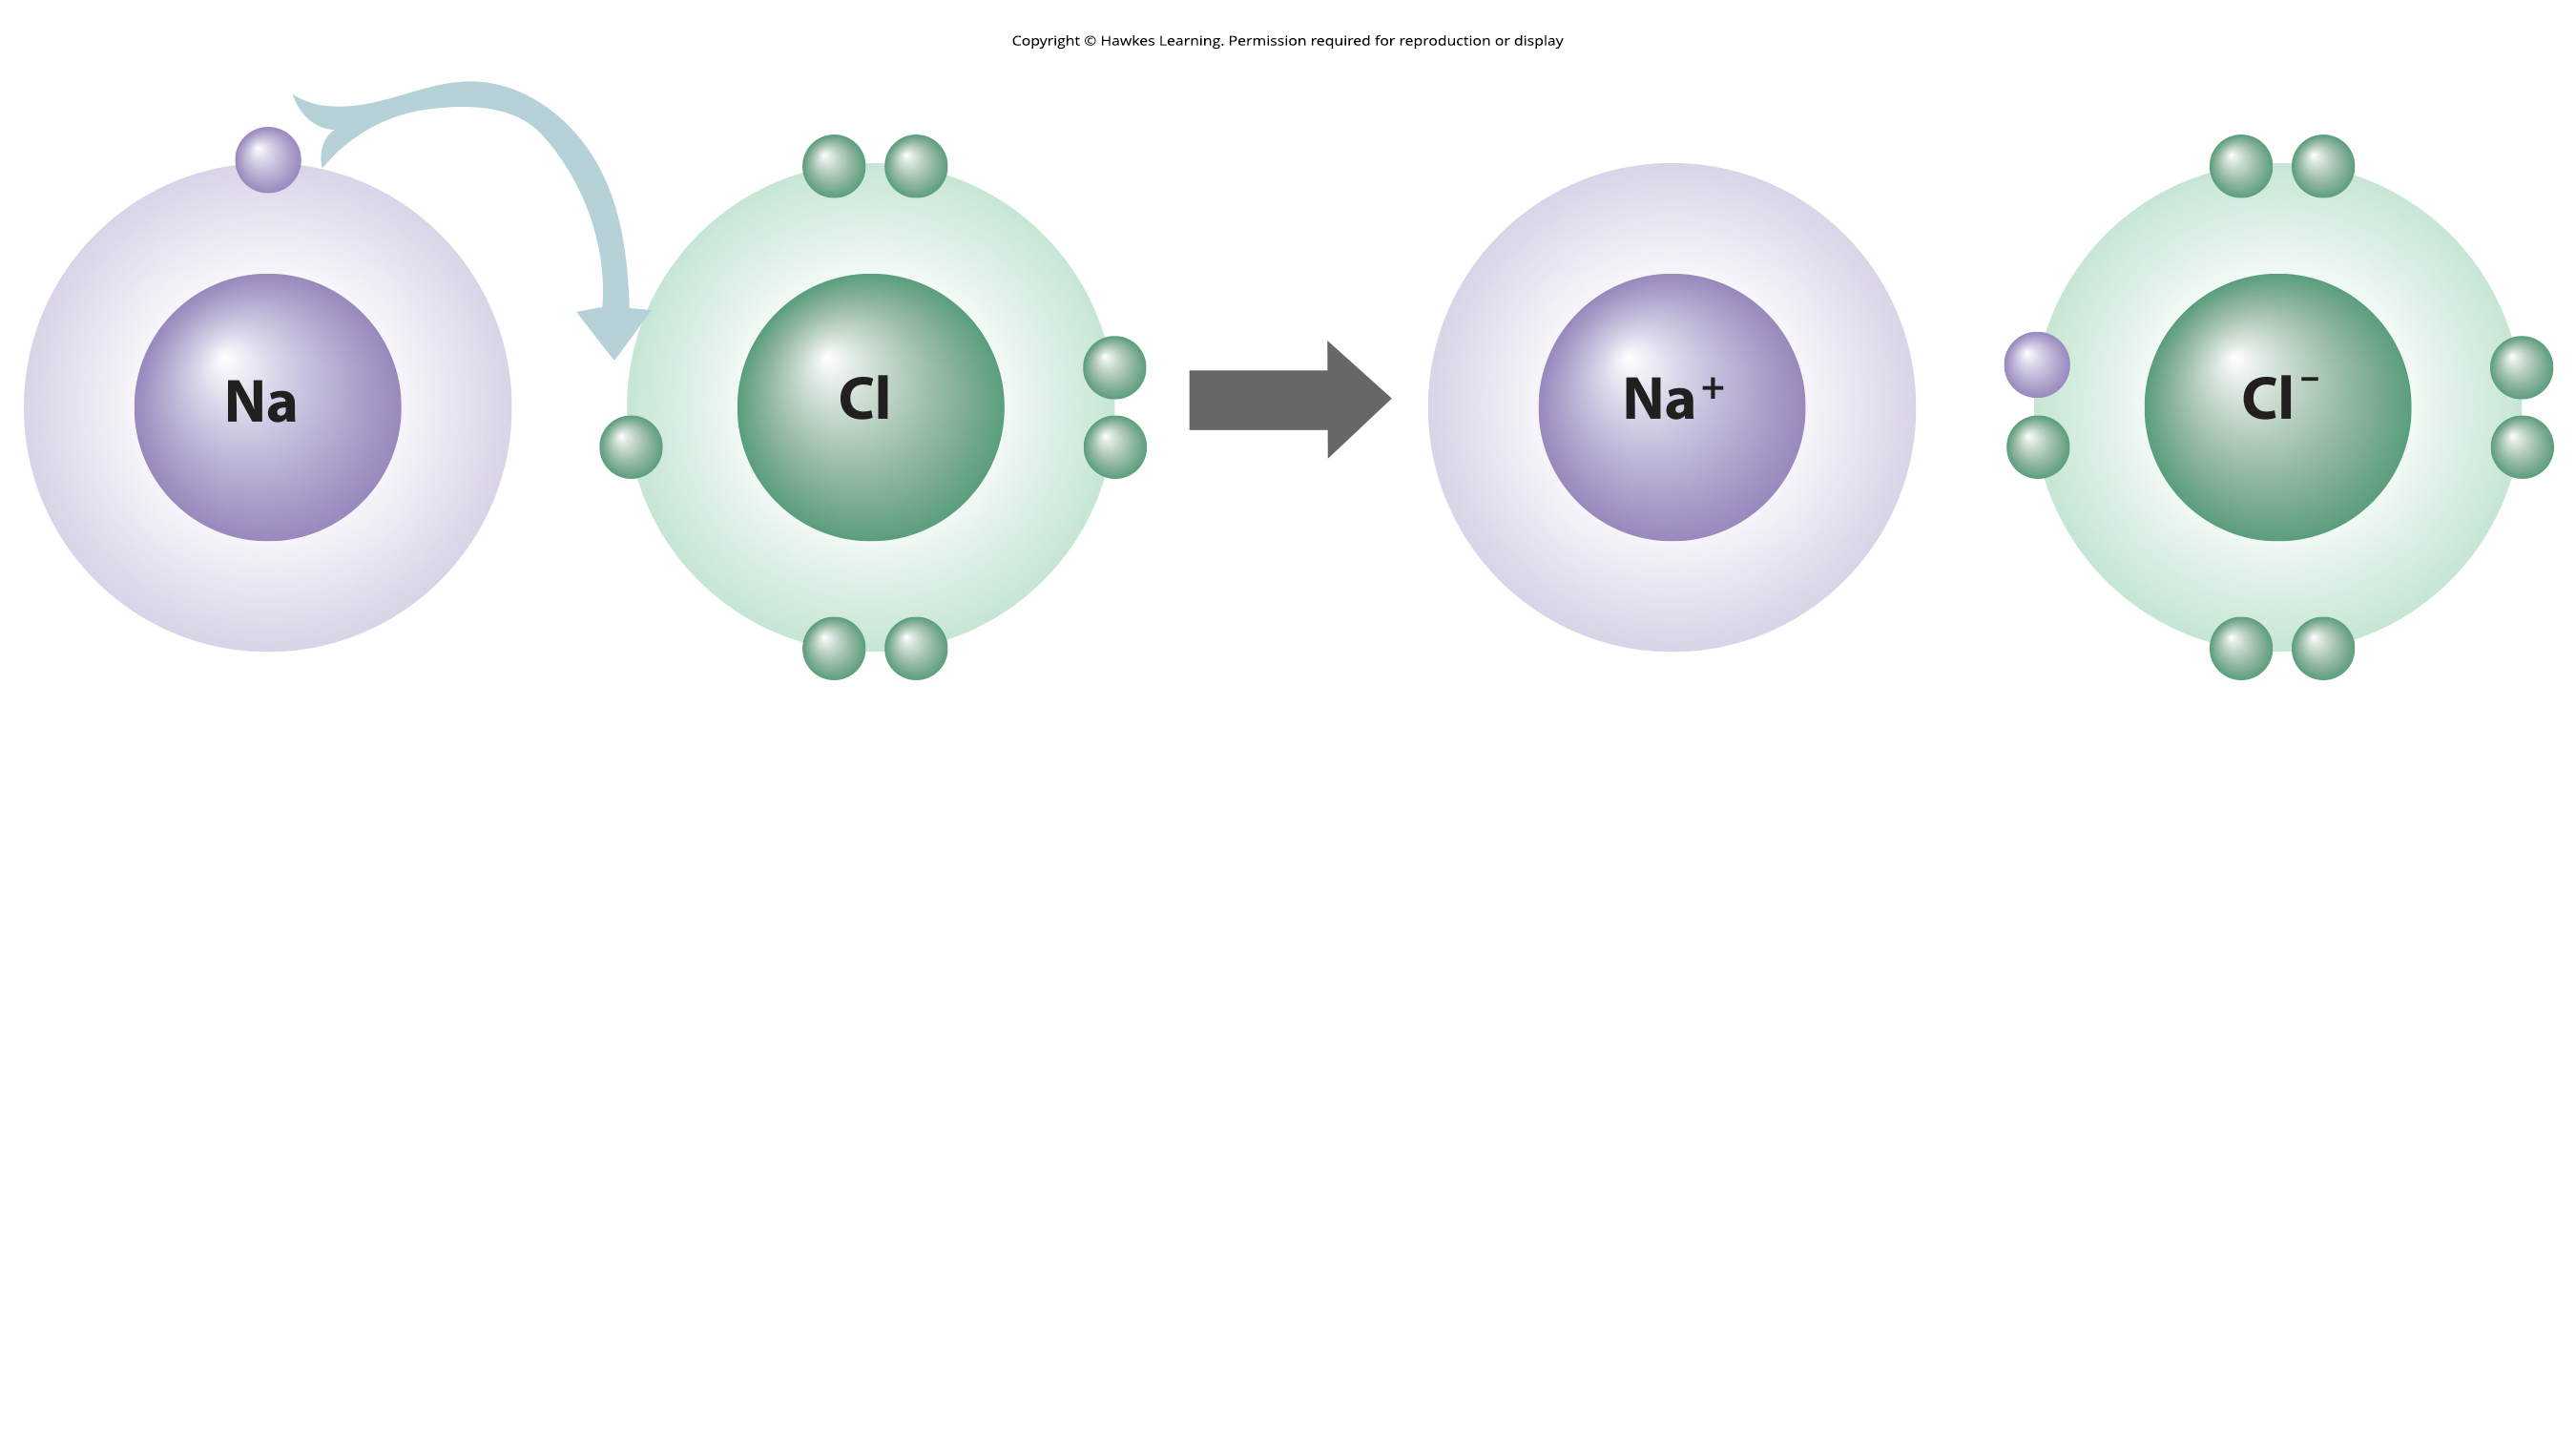 Copyright © Hawkes Learning. Permission required for reproduction or display
Na
Cl
Na⁺
Cl⁻